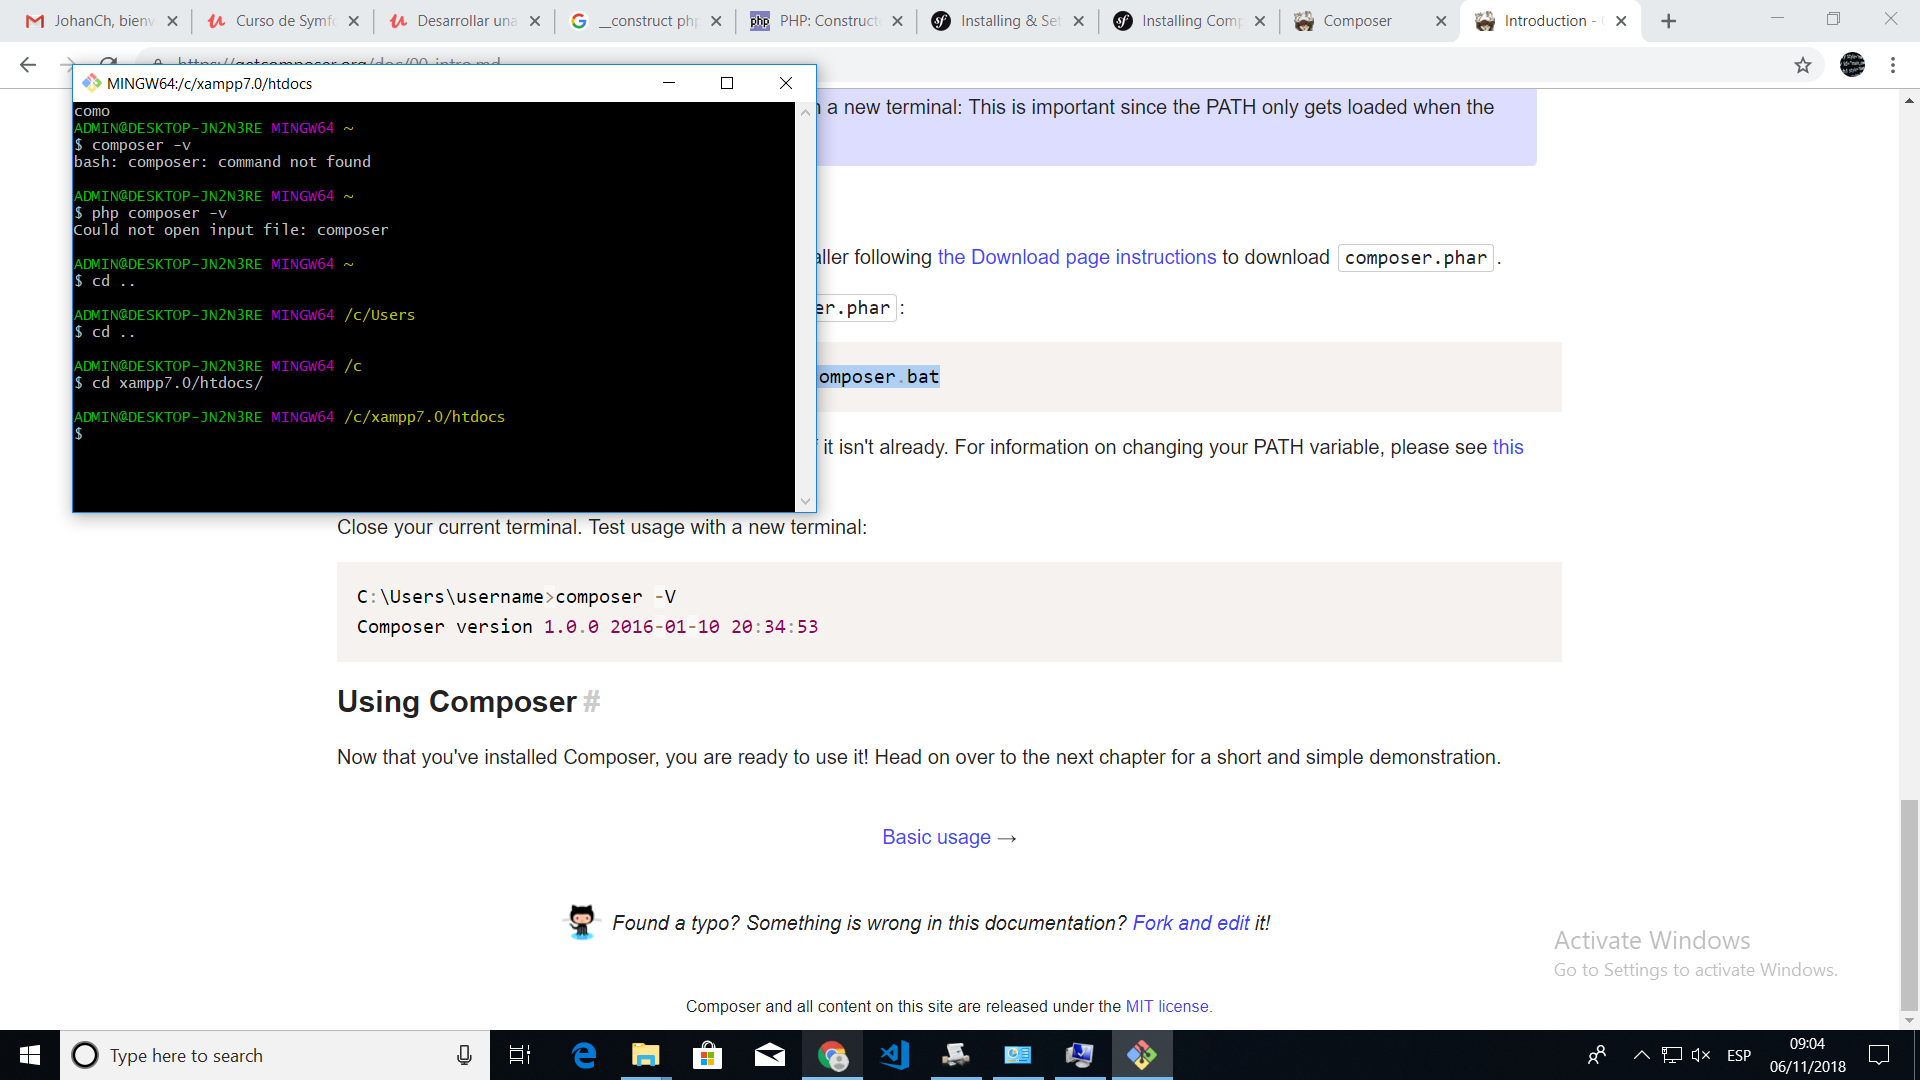 JohanCh, bienv
Curso de Symfo
Desarrollar una
__construct php
PHP: Construct
Installing & Set
Installing Comp
Composer
Introduction -
https://getcomposer.org/doc/00-intro.md
MINGW64:/c/xampp7.0/htdocs
como
ADMIN@DESKTOP-JN2N3RE MINGW64 ~
$ composer -v
bash: composer: command not found
ADMIN@DESKTOP-JN2N3RE MINGW64 ~
$ php composer -v
Could not open input file: composer
ADMIN@DESKTOP-JN2N3RE MINGW64 ~
$ cd ..
ADMIN@DESKTOP-JN2N3RE MINGW64 /c/Users
$ cd ..
ADMIN@DESKTOP-JN2N3RE MINGW64 /c
$ cd xampp7.0/htdocs/
ADMIN@DESKTOP-JN2N3RE MINGW64 /c/xampp7.0/htdocs
$
a new terminal: This is important since the PATH only gets loaded when the
aller following the Download page instructions to download composer.phar .
er.phar :
omposer.bat
it isn't already. For information on changing your PATH variable, please see this
Close your current terminal. Test usage with a new terminal:
C:\Users\username>composer -V
Composer version 1.0.0 2016-01-10 20:34:53
Using Composer #
Now that you've installed Composer, you are ready to use it! Head on over to the next chapter for a short and simple demonstration.
Basic usage →
Found a typo? Something is wrong in this documentation? Fork and edit it!
Composer and all content on this site are released under the MIT license.
Activate Windows
Go to Settings to activate Windows.
Type here to search
ESP
09:04
06/11/2018